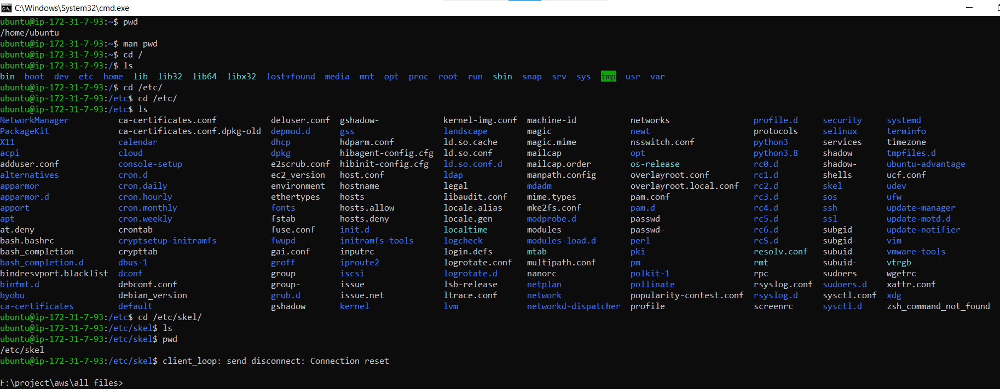 C:\Windows\System32\cmd.exe
ubuntu@ip-172-31-7-93:~$ pwd
/home/ubuntu
ubuntu@ip-172-31-7-93:~$ man pwd
ubuntu@ip-172-31-7-93:~$ cd /
ubuntu@ip-172-31-7-93:/$ ls
bin  boot  dev  etc  home  lib  lib32  lib64  libx32  lost+found  media  mnt  opt  proc  root  run  sbin  snap  srv  sys  tmp  usr  var
ubuntu@ip-172-31-7-93:/$ cd /etc/
ubuntu@ip-172-31-7-93:/etc$ cd /etc/
ubuntu@ip-172-31-7-93:/etc$ ls
NetworkManager  ca-certificates.conf  deluser.conf  gshadow-  kernel-img.conf  machine-id  networks  profile.d  security  systemd
PackageKit  ca-certificates.conf.dpkg-old  depmod.d  gss  landscape  magic  newt  protocols  selinux  terminfo
X11  calendar  dhcp  hdparm.conf  ld.so.cache  magic.mime  nsswitch.conf  python3  services  timezone
acpi  cloud  dpkg  hibagent-config.cfg  ld.so.conf  mailcap  opt  python3.8  shadow  tmpfiles.d
adduser.conf  console-setup  e2scrub.conf  hibinit-config.cfg  ld.so.conf.d  mailcap.order  os-release  rc0.d  shadow-  ubuntu-advantage
alternatives  cron.d  ec2_version  host.conf  ldap  manpath.config  overlayroot.conf  rc1.d  shells  ucf.conf
apparmor  cron.daily  environment  hostname  legal  mdadm  overlayroot.local.conf  rc2.d  skel  udev
apparmor.d  cron.hourly  ethertypes  hosts  libaudit.conf  mime.types  pam.conf  rc3.d  sos  ufw
apport  cron.monthly  fonts  hosts.allow  locale.alias  mke2fs.conf  pam.d  rc4.d  ssh  update-manager
apt  cron.weekly  fstab  hosts.deny  locale.gen  modprobe.d  passwd  rc5.d  ssl  update-motd.d
at.deny  crontab  fuse.conf  init.d  localtime  modules  passwd-  rc6.d  subgid  update-notifier
bash.bashrc  cryptsetup-initramfs  fwupd  initramfs-tools  logcheck  modules-load.d  perl  rcS.d  subgid-  vim
bash_completion  crypttab  gai.conf  inputrc  login.defs  mtab  pki  resolv.conf  subuid  vmware-tools
bash_completion.d  dbus-1  groff  iproute2  logrotate.conf  multipath.conf  pm  rmt  subuid-  vtrgb
bindresvport.blacklist  dconf  group  iscsi  logrotate.d  nanorc  polkit-1  rpc  sudoers  wgetrc
binfmt.d  debconf.conf  group-  issue  lsb-release  netplan  pollinate  rsyslog.conf  sudoers.d  xattr.conf
byobu  debian_version  grub.d  issue.net  ltrace.conf  network  popularity-contest.conf  rsyslog.d  sysctl.conf  xdg
ca-certificates  default  gshadow  kernel  lvm  networkd-dispatcher  profile  screenrc  sysctl.d  zsh_command_not_found
ubuntu@ip-172-31-7-93:/etc$ cd /etc/skel/
ubuntu@ip-172-31-7-93:/etc/skel$ ls
ubuntu@ip-172-31-7-93:/etc/skel$ pwd
/etc/skel
ubuntu@ip-172-31-7-93:/etc/skel$ client_loop: send disconnect: Connection reset
F:\project\aws\all files>